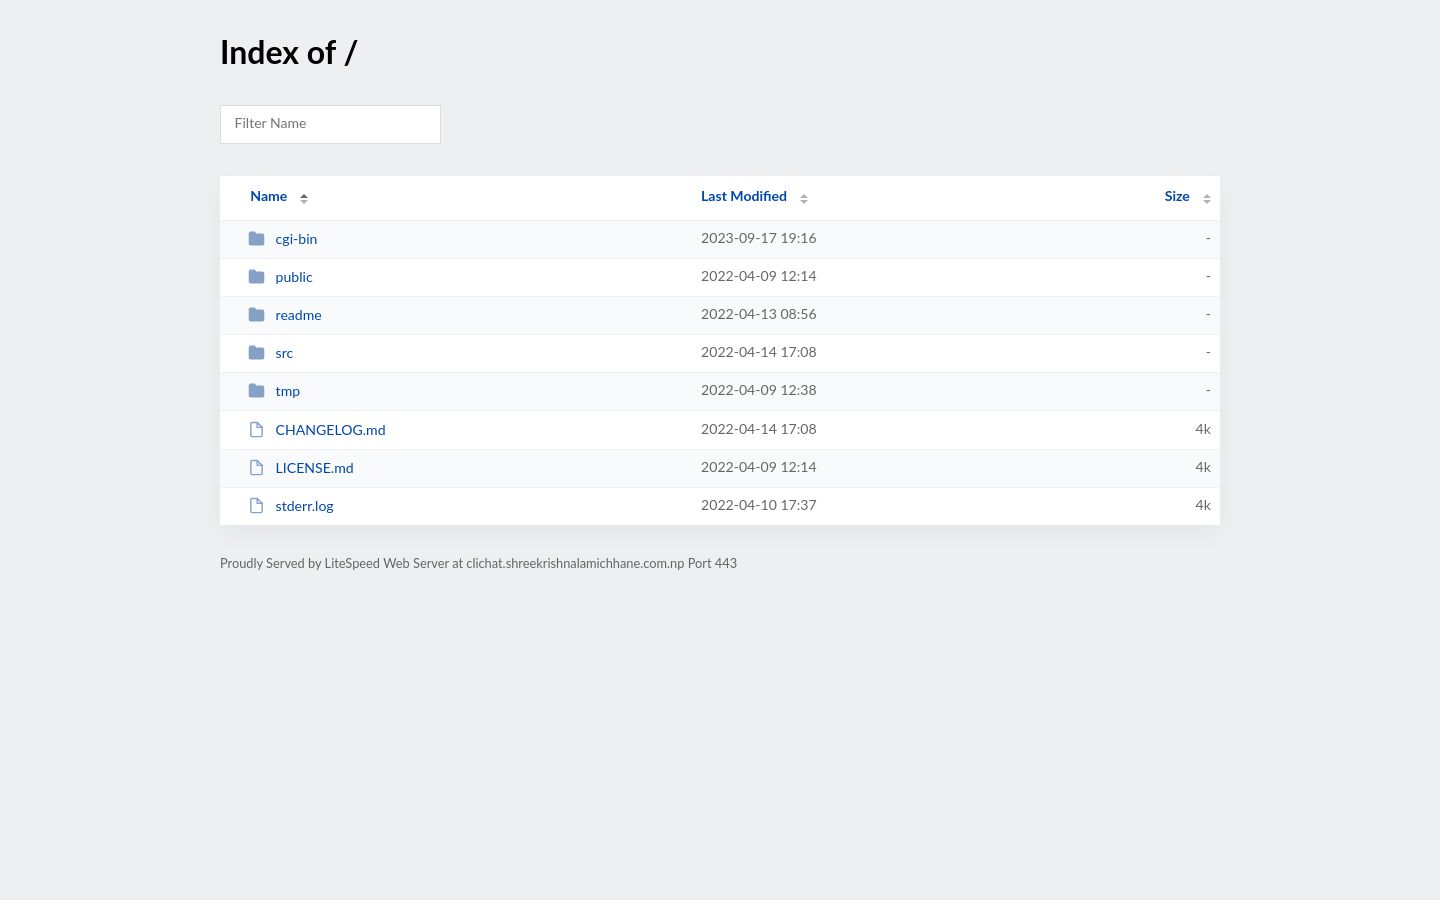 Index of /
Filter Name
Name Last Modified Size
cgi-bin 2023-09-17 19:16 -
public 2022-04-09 12:14 -
readme 2022-04-13 08:56 -
src 2022-04-14 17:08 -
tmp 2022-04-09 12:38 -
CHANGELOG.md 2022-04-14 17:08 4k
LICENSE.md 2022-04-09 12:14 4k
stderr.log 2022-04-10 17:37 4k
Proudly Served by LiteSpeed Web Server at clichat.shreekrishnalamichhane.com.np Port 443